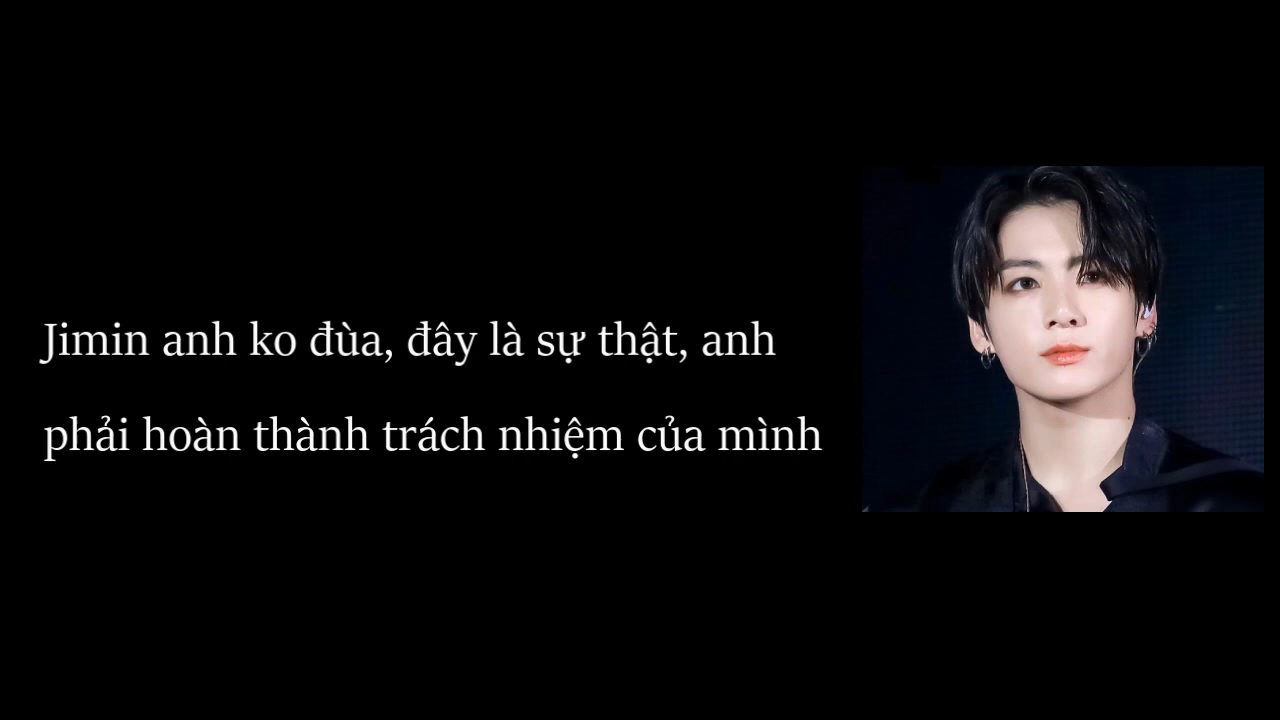 Jimin anh ko đùa, đây là sự thật, anh
phải hoàn thành trách nhiệm của mình